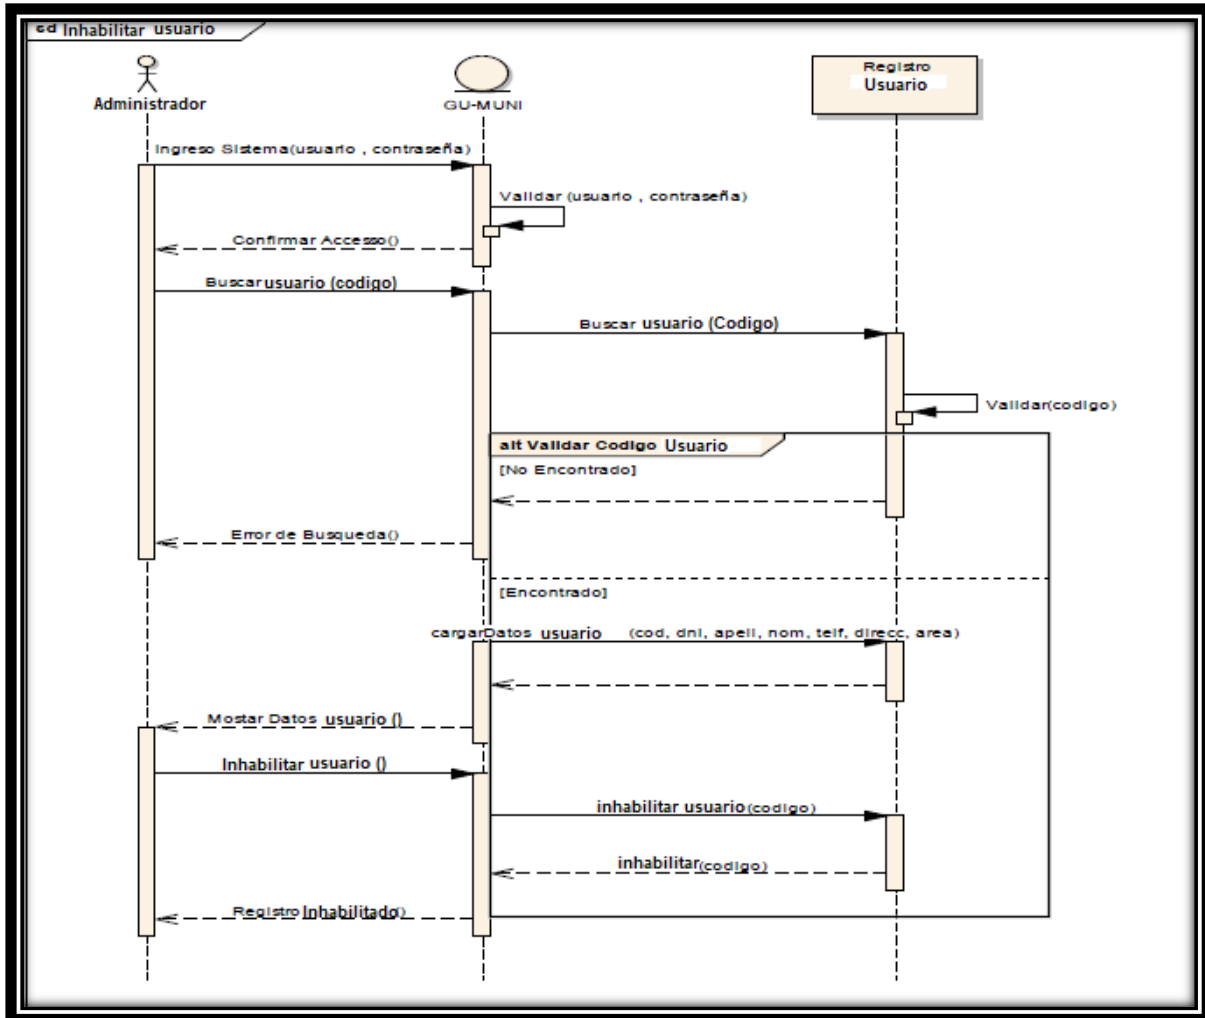 sd Inhabilitar usuario
Administrador
GU-MUNI
Registro
Usuario
Ingreso Sistema(usuario , contraseña)
Validar (usuario , contraseña)
Confirmar Accesso()
Buscar usuario (codigo)
Buscar usuario (Codigo)
Validar(codigo)
alt Validar Codigo Usuario
[No Encontrado]
Error de Busqueda()
[Encontrado]
cargarDatos usuario (cod, dni, apell, nom, telf, direcc, area)
Mostar Datos usuario ()
Inhabilitar usuario ()
inhabilitar usuario(codigo)
inhabilitar(codigo)
Registro Inhabilitado()